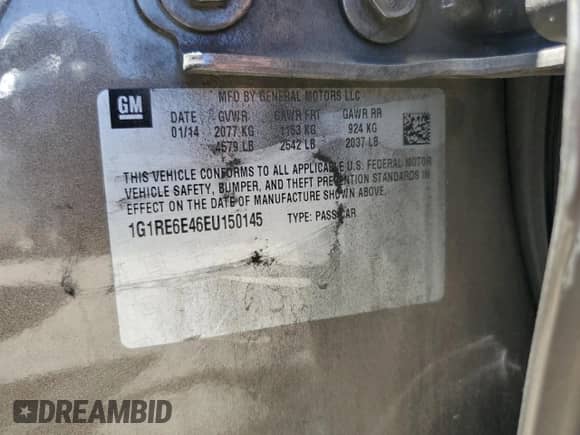 GM
MFD BY GENERAL MOTORS LLC
DATE GVWR GAWR FRT GAWR RR
01/14 2077 KG 1153 KG 924 KG
4579 LB 2542 LB 2037 LB
THIS VEHICLE CONFORMS TO ALL APPLICABLE U.S. FEDERAL MOTOR
VEHICLE SAFETY, BUMPER, AND THEFT PREVENTION STANDARDS IN
EFFECT ON THE DATE OF MANUFACTURE SHOWN ABOVE.
1G1RE6E46EU150145 TYPE: PASS CAR
DREAMBID